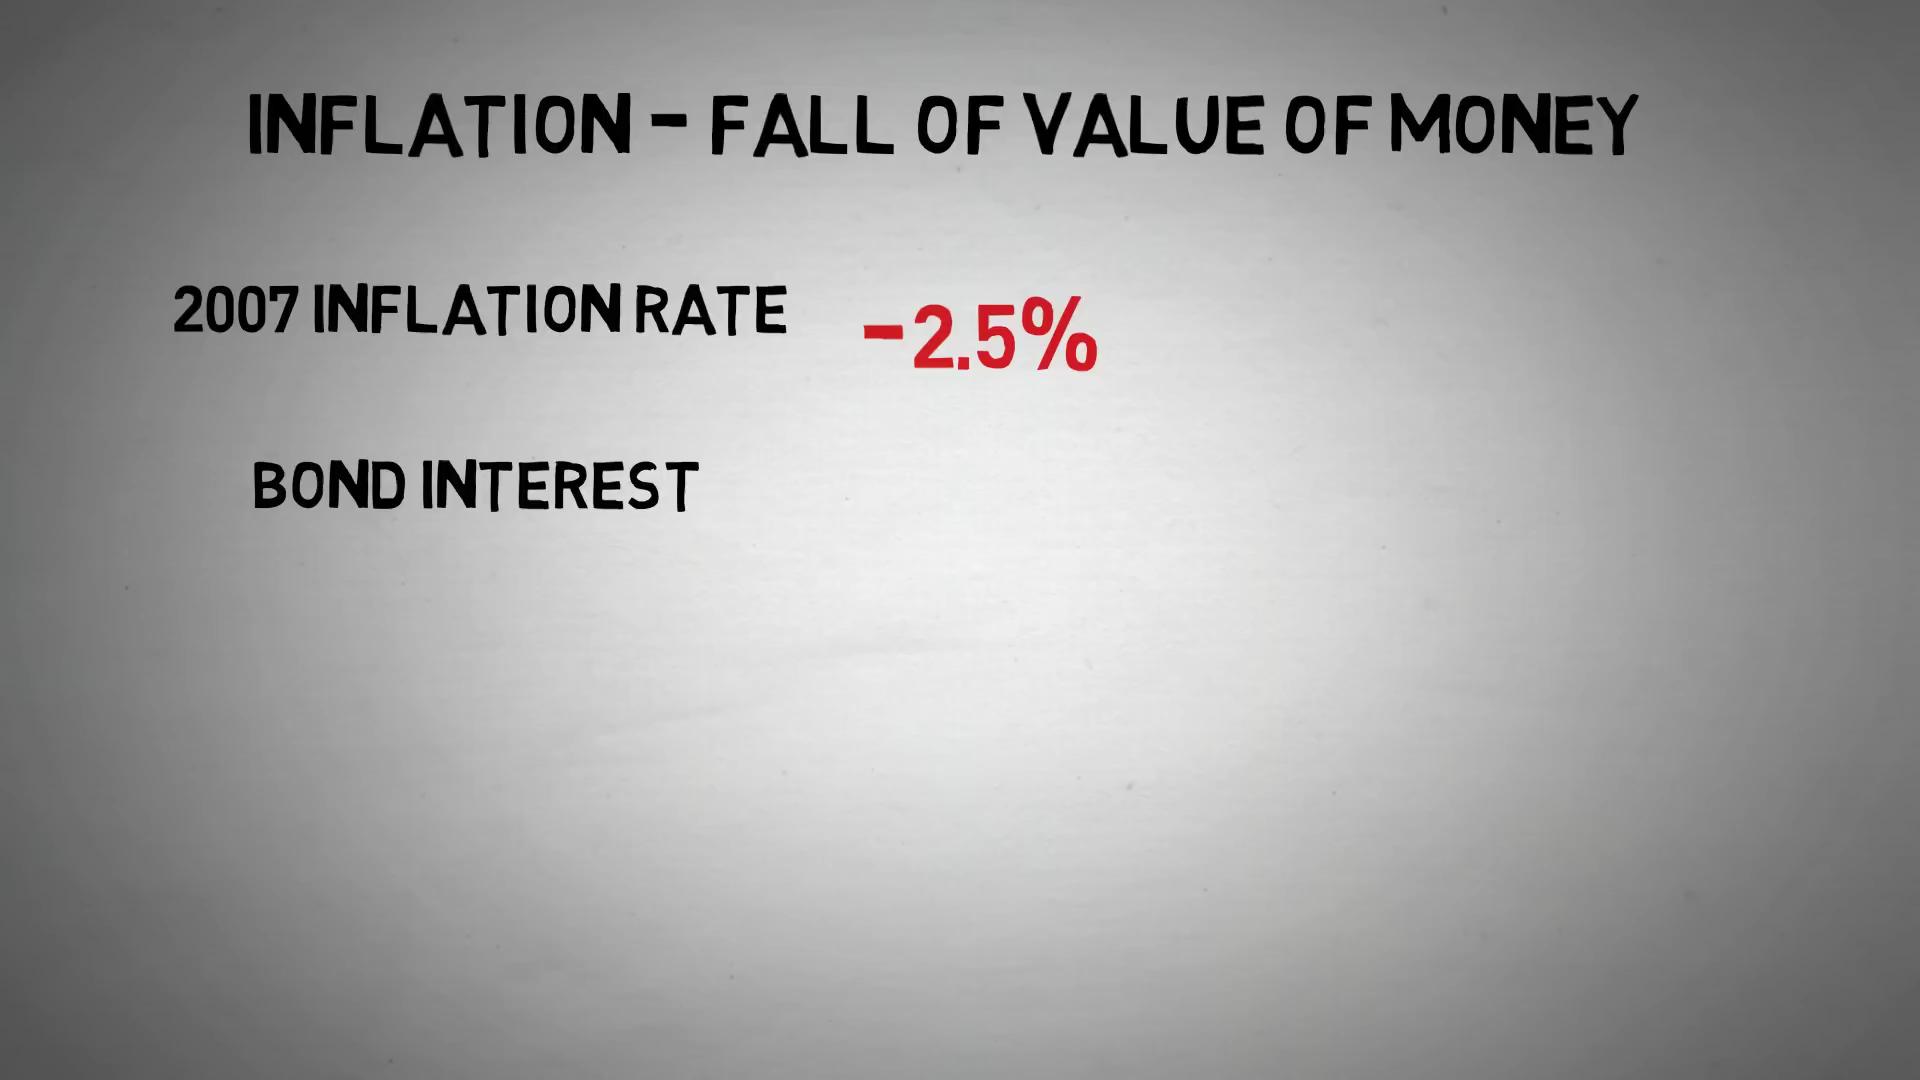 INFLATION - FALL OF VALUE OF MONEY
2007 INFLATION RATE -2.5%
BOND INTEREST